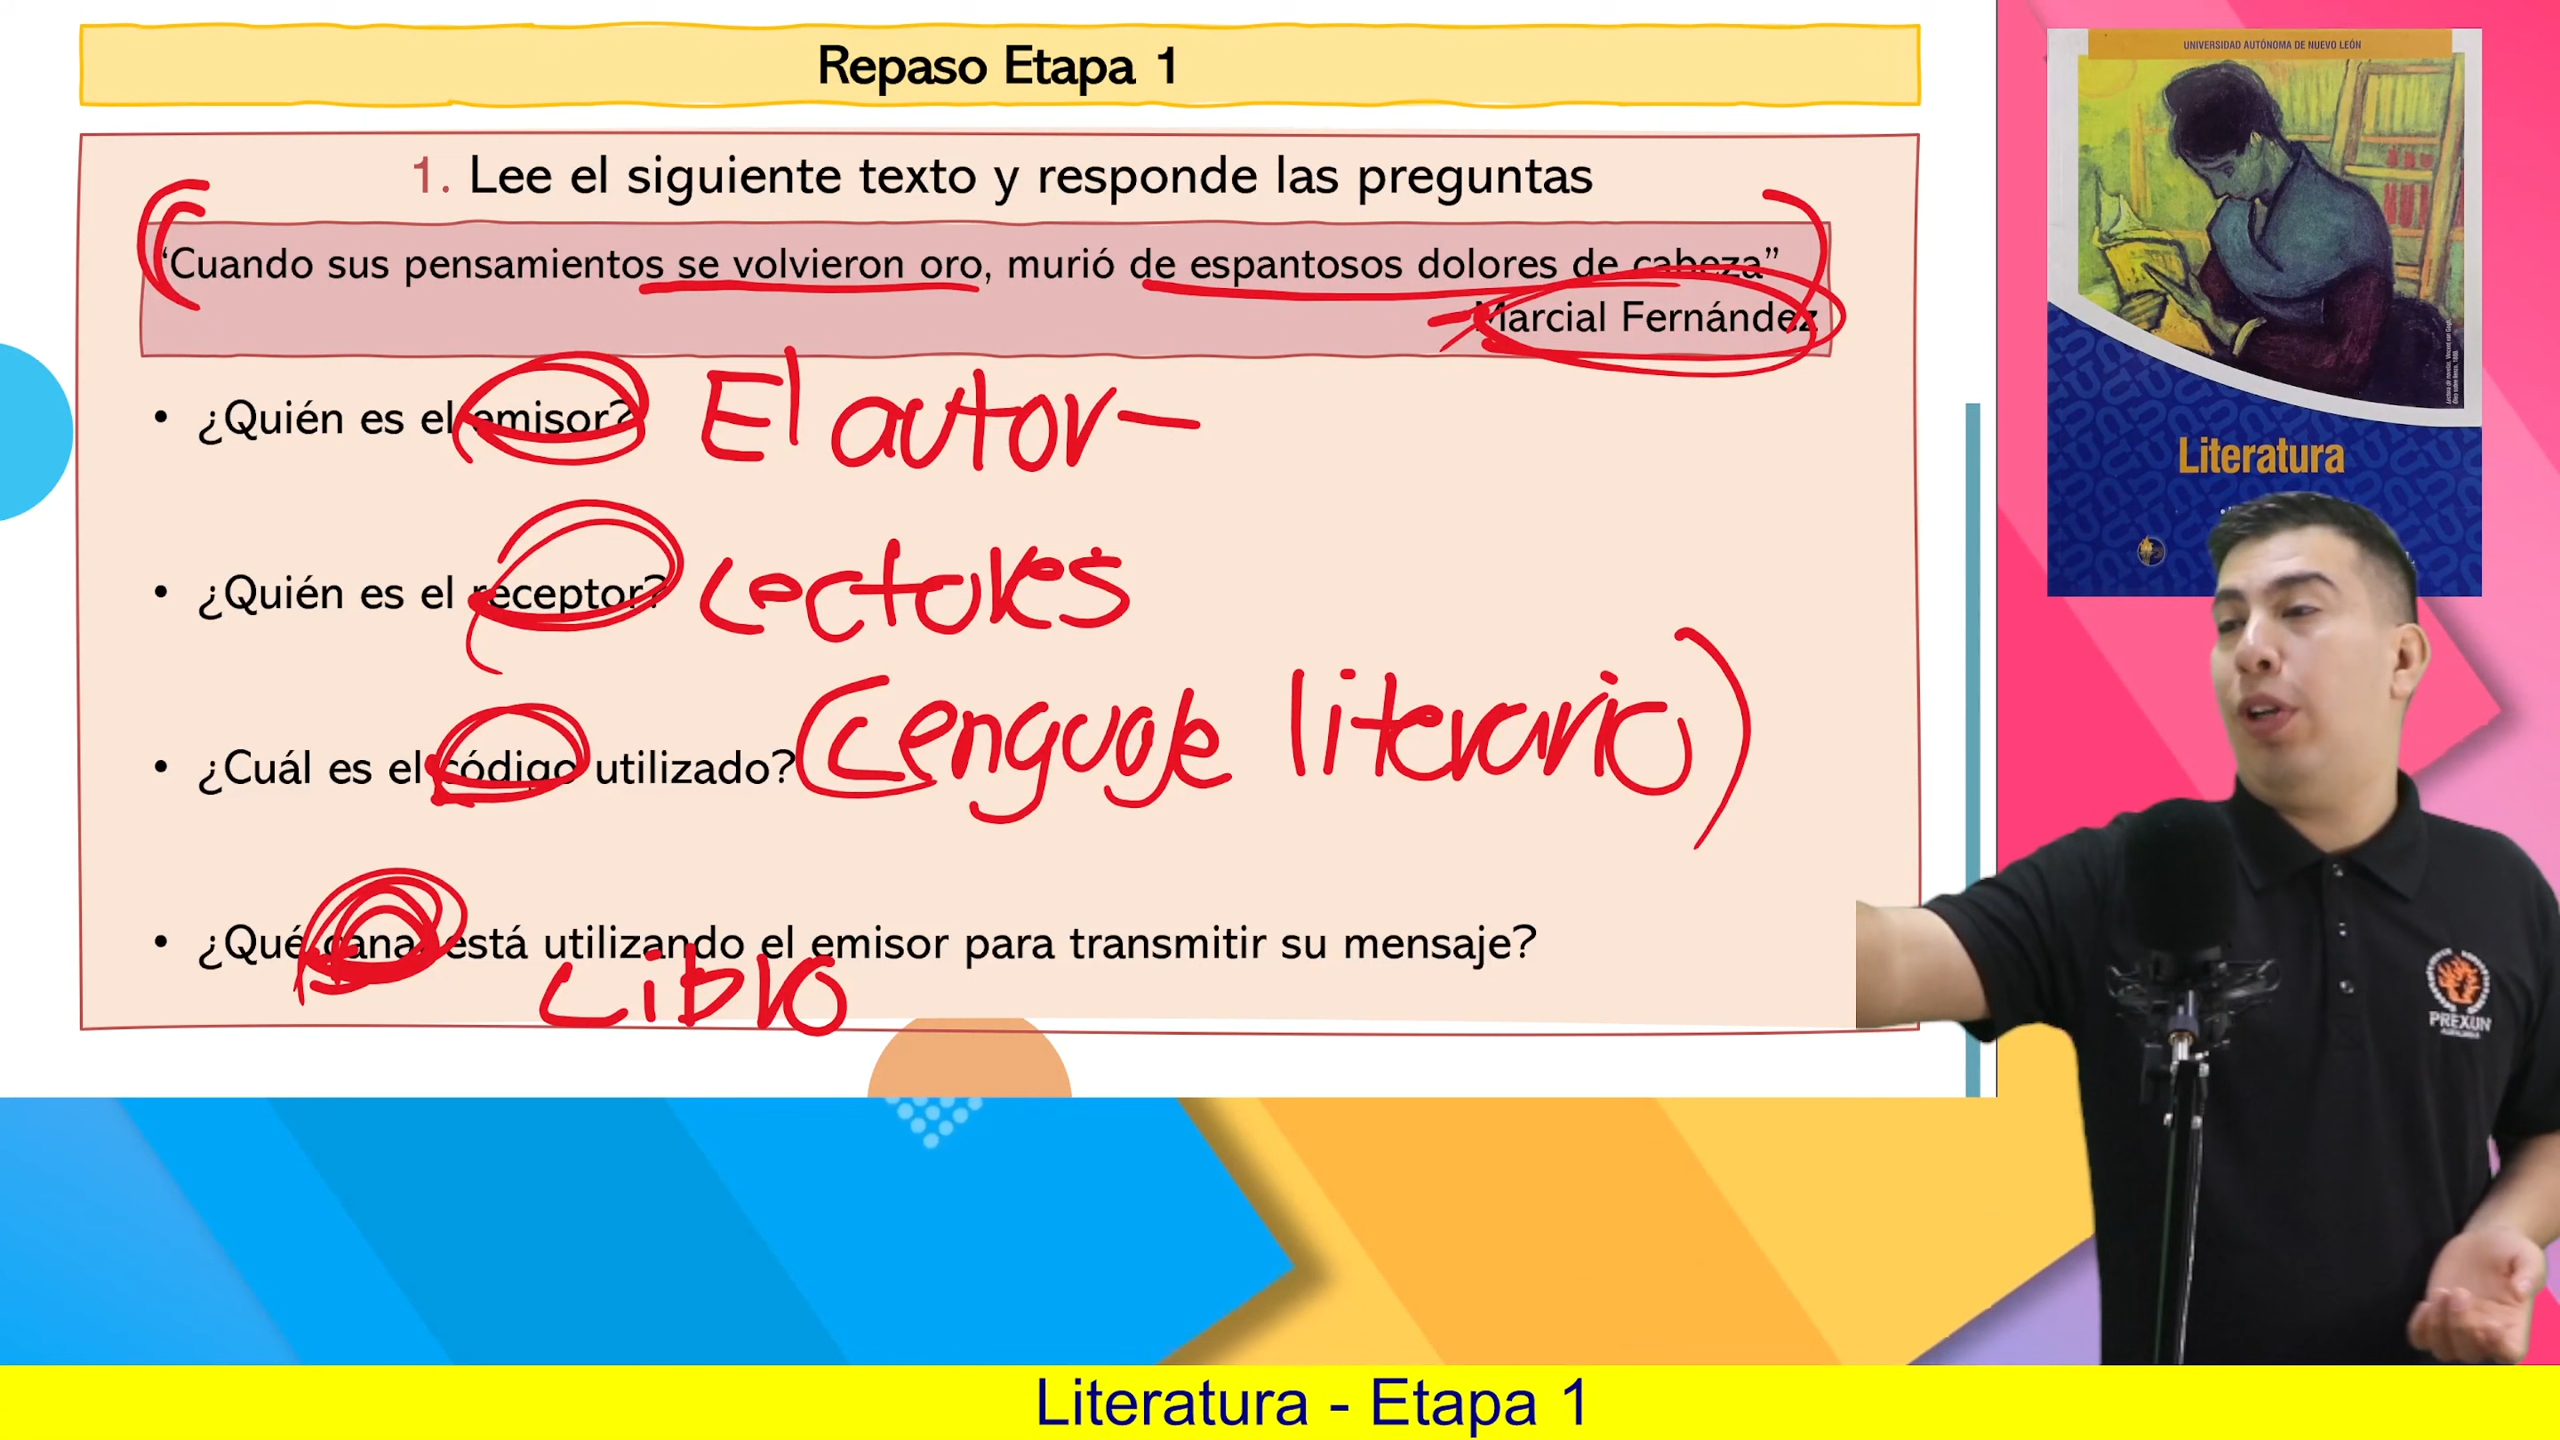 Repaso Etapa 1
1. Lee el siguiente texto y responde las preguntas
“Cuando sus pensamientos se volvieron oro, murió de espantosos dolores de cabeza”
-Marcial Fernández
• ¿Quién es el emisor? El autor-
• ¿Quién es el receptor? Lectores
• ¿Cuál es el código utilizado? (Lenguaje literario)
• ¿Qué canal está utilizando el emisor para transmitir su mensaje?
Libro
UNIVERSIDAD AUTÓNOMA DE NUEVO LEÓN
Literatura
PREXUN
Literatura - Etapa 1